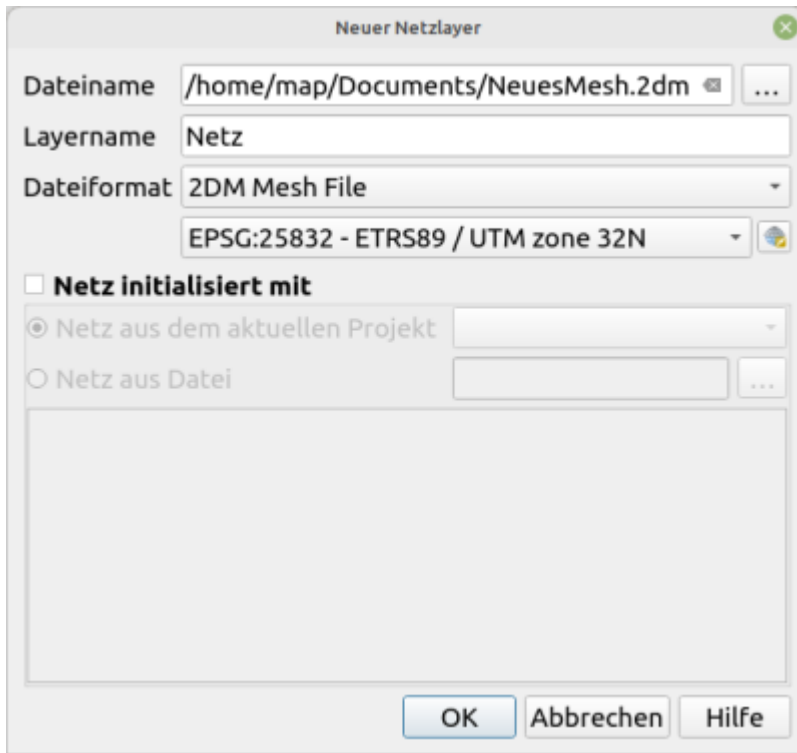 Neuer Netzlayer
Dateiname /home/map/Documents/NeuesMesh.2dm ...
Layername Netz
Dateiformat 2DM Mesh File
EPSG:25832 - ETRS89 / UTM zone 32N
Netz initialisiert mit
Netz aus dem aktuellen Projekt
Netz aus Datei ...
OK Abbrechen Hilfe